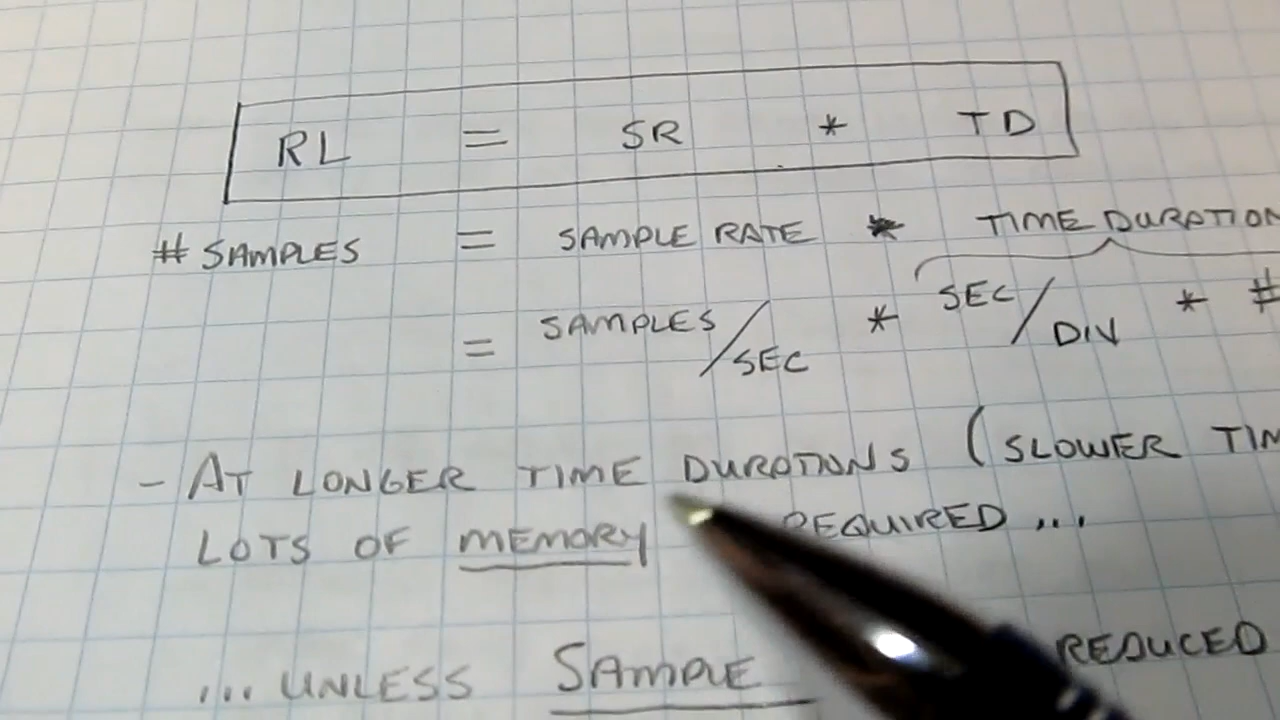 RL = SR * TD
# SAMPLES = SAMPLE RATE * TIME DURATION
= SAMPLES/SEC * SEC/DIV * #
- AT LONGER TIME DURATIONS (SLOWER TIM
LOTS OF MEMORY REQUIRED ...
... UNLESS SAMPLE REDUCED